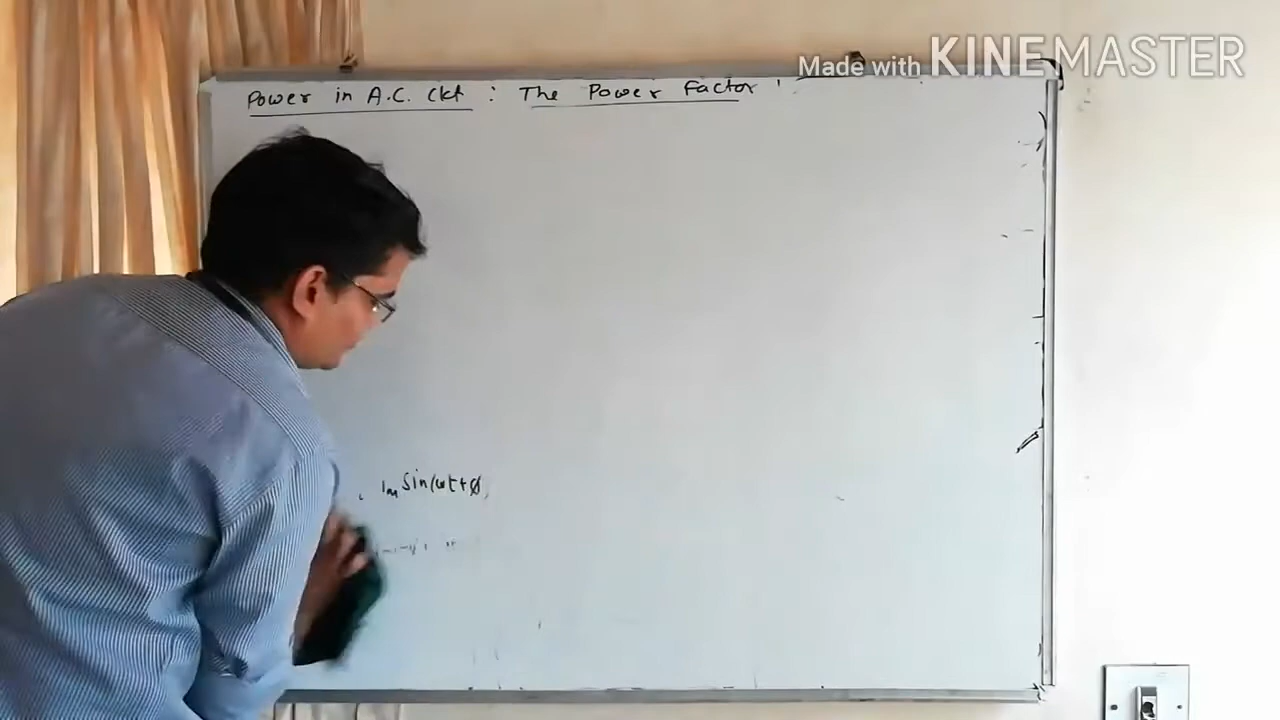 Made with KINEMASTER
Power in A.C. Ckt : The Power Factor
Im Sin(ωt+ø